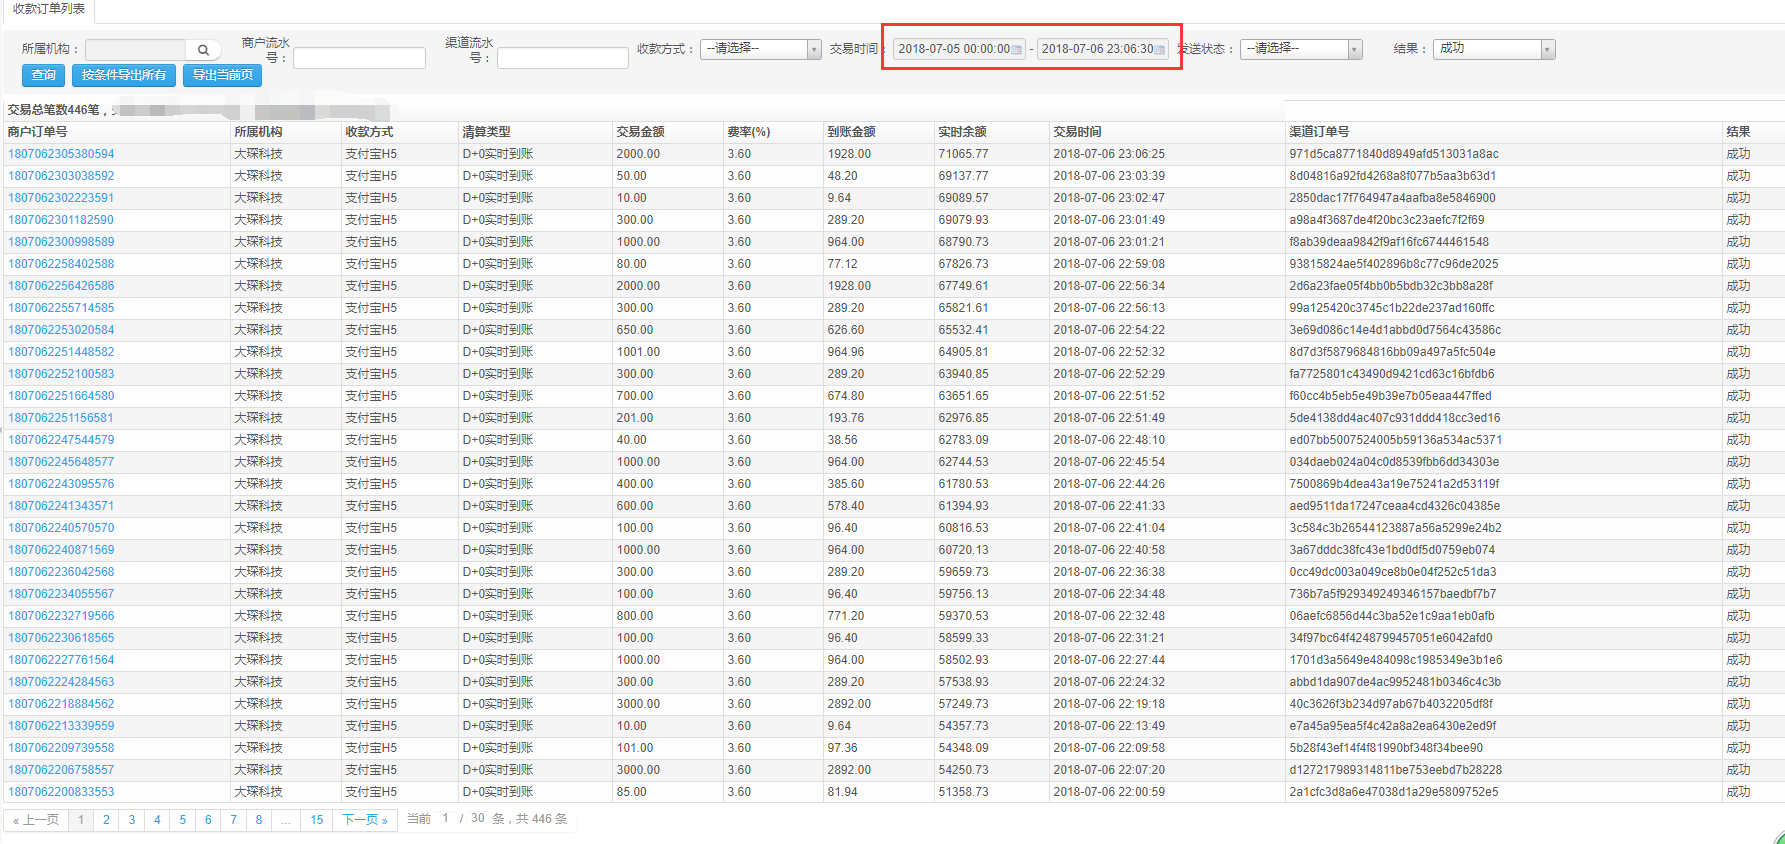 收款订单列表
所属机构： 商户流水号： 渠道流水号： 收款方式： --请选择-- 交易时间： 2018-07-05 00:00:00 - 2018-07-06 23:06:30 发送状态： --请选择-- 结果： 成功
查询 按条件导出所有 导出当前页
交易总笔数446笔，
商户订单号 所属机构 收款方式 清算类型 交易金额 费率(%) 到账金额 实时余额 交易时间 渠道订单号 结果
1807062305380594 大琛科技 支付宝H5 D+0实时到账 2000.00 3.60 1928.00 71065.77 2018-07-06 23:06:25 971d5ca8771840d8949afd513031a8ac 成功
1807062303038592 大琛科技 支付宝H5 D+0实时到账 50.00 3.60 48.20 69137.77 2018-07-06 23:03:39 8d04816a92fd4268a8f077b5aa3b63d1 成功
1807062302223591 大琛科技 支付宝H5 D+0实时到账 10.00 3.60 9.64 69089.57 2018-07-06 23:02:47 2850dac17f764947a4aafba8e5846900 成功
1807062301182590 大琛科技 支付宝H5 D+0实时到账 300.00 3.60 289.20 69079.93 2018-07-06 23:01:49 a98a4f3687de4f20bc3c23aefc7f2f69 成功
1807062300998589 大琛科技 支付宝H5 D+0实时到账 1000.00 3.60 964.00 68790.73 2018-07-06 23:01:21 f8ab39deaa9842f9af16fc6744461548 成功
1807062258402588 大琛科技 支付宝H5 D+0实时到账 80.00 3.60 77.12 67826.73 2018-07-06 22:59:08 93815824ae5f402896b8c77c96de2025 成功
1807062256426586 大琛科技 支付宝H5 D+0实时到账 2000.00 3.60 1928.00 67749.61 2018-07-06 22:56:34 2d6a23fae05f4bb0b5bdb32c3bb8a28f 成功
1807062255714585 大琛科技 支付宝H5 D+0实时到账 300.00 3.60 289.20 65821.61 2018-07-06 22:56:13 99a125420c3745c1b22de237ad160ffc 成功
1807062253020584 大琛科技 支付宝H5 D+0实时到账 650.00 3.60 626.60 65532.41 2018-07-06 22:54:22 3e69d086c14e4d1abbd0d7564c43586c 成功
1807062251448582 大琛科技 支付宝H5 D+0实时到账 1001.00 3.60 964.96 64905.81 2018-07-06 22:52:32 8d7d3f5879684816bb09a497a5fc504e 成功
1807062252100583 大琛科技 支付宝H5 D+0实时到账 300.00 3.60 289.20 63940.85 2018-07-06 22:52:29 fa7725801c43490d9421cd63c16bfdb6 成功
1807062251664580 大琛科技 支付宝H5 D+0实时到账 700.00 3.60 674.80 63651.65 2018-07-06 22:51:52 f60cc4b5eb5e49b39e7b05eaa447ffed 成功
1807062251156581 大琛科技 支付宝H5 D+0实时到账 201.00 3.60 193.76 62976.85 2018-07-06 22:51:49 5de4138dd4ac407c931ddd418cc3ed16 成功
1807062247544579 大琛科技 支付宝H5 D+0实时到账 40.00 3.60 38.56 62783.09 2018-07-06 22:48:10 ed07bb5007524005b59136a534ac5371 成功
1807062245648577 大琛科技 支付宝H5 D+0实时到账 1000.00 3.60 964.00 62744.53 2018-07-06 22:45:54 034daeb024a04c0d8539fbb6dd34303e 成功
1807062243095576 大琛科技 支付宝H5 D+0实时到账 400.00 3.60 385.60 61780.53 2018-07-06 22:44:26 7500869b4dea43a19e75241a2d53119f 成功
1807062241343571 大琛科技 支付宝H5 D+0实时到账 600.00 3.60 578.40 61394.93 2018-07-06 22:41:33 aed9511da17247ceaa4cd4326c04385e 成功
1807062240570570 大琛科技 支付宝H5 D+0实时到账 100.00 3.60 96.40 60816.53 2018-07-06 22:41:04 3c584c3b26544123887a56a5299e24b2 成功
1807062240871569 大琛科技 支付宝H5 D+0实时到账 1000.00 3.60 964.00 60720.13 2018-07-06 22:40:58 3a67dddc38fc43e1bd0df5d0759eb074 成功
1807062236042568 大琛科技 支付宝H5 D+0实时到账 300.00 3.60 289.20 59659.73 2018-07-06 22:36:38 0cc49dc003a049ce8b0e04f252c51da3 成功
1807062234055567 大琛科技 支付宝H5 D+0实时到账 100.00 3.60 96.40 59756.13 2018-07-06 22:34:48 736b7a5f929349249346157baedbf7b7 成功
1807062232719566 大琛科技 支付宝H5 D+0实时到账 800.00 3.60 771.20 59370.53 2018-07-06 22:32:48 06aefc6856d44c3ba52e1c9aa1eb0afb 成功
1807062230618565 大琛科技 支付宝H5 D+0实时到账 100.00 3.60 96.40 58599.33 2018-07-06 22:31:21 34f97bc64f4248799457051e6042afd0 成功
1807062227761564 大琛科技 支付宝H5 D+0实时到账 1000.00 3.60 964.00 58502.93 2018-07-06 22:27:44 1701d3a5649e484098c1985349e3b1e6 成功
1807062224284563 大琛科技 支付宝H5 D+0实时到账 300.00 3.60 289.20 57538.93 2018-07-06 22:24:32 abbd1da907de4ac9952481b0346c4c3b 成功
1807062218884562 大琛科技 支付宝H5 D+0实时到账 3000.00 3.60 2892.00 57249.73 2018-07-06 22:19:18 40c3626f3b234d97ab67b4032205df8f 成功
1807062213339559 大琛科技 支付宝H5 D+0实时到账 10.00 3.60 9.64 54357.73 2018-07-06 22:13:49 e7a45a95ea5f4c42a8a2ea6430e2ed9f 成功
1807062209739558 大琛科技 支付宝H5 D+0实时到账 101.00 3.60 97.36 54348.09 2018-07-06 22:09:58 5b28f43ef14f4f81990bf348f34bee90 成功
1807062206758557 大琛科技 支付宝H5 D+0实时到账 3000.00 3.60 2892.00 54250.73 2018-07-06 22:07:20 d127217989314811be753eebd7b28228 成功
1807062200833553 大琛科技 支付宝H5 D+0实时到账 85.00 3.60 81.94 51358.73 2018-07-06 22:00:59 2a1cfc3d8a6e47038d1a29e5809752e5 成功
« 上一页 1 2 3 4 5 6 7 8 ... 15 下一页 » 当前 1 / 30 条，共 446 条